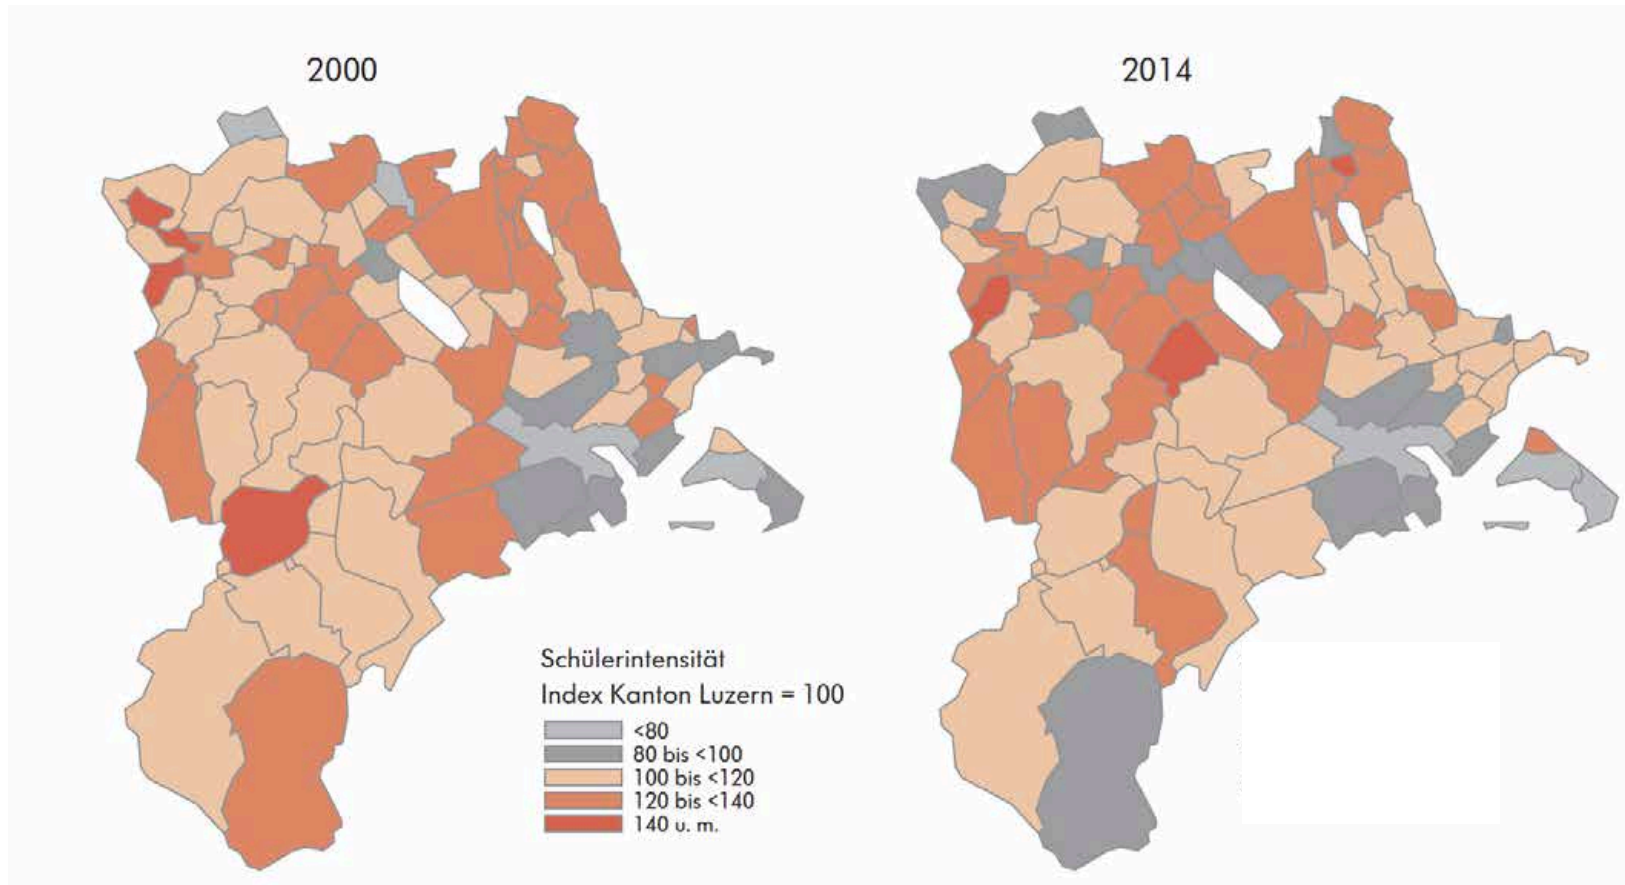 2000
2014
Schülerintensität
Index Kanton Luzern = 100
<80
80 bis <100
100 bis <120
120 bis <140
140 u. m.